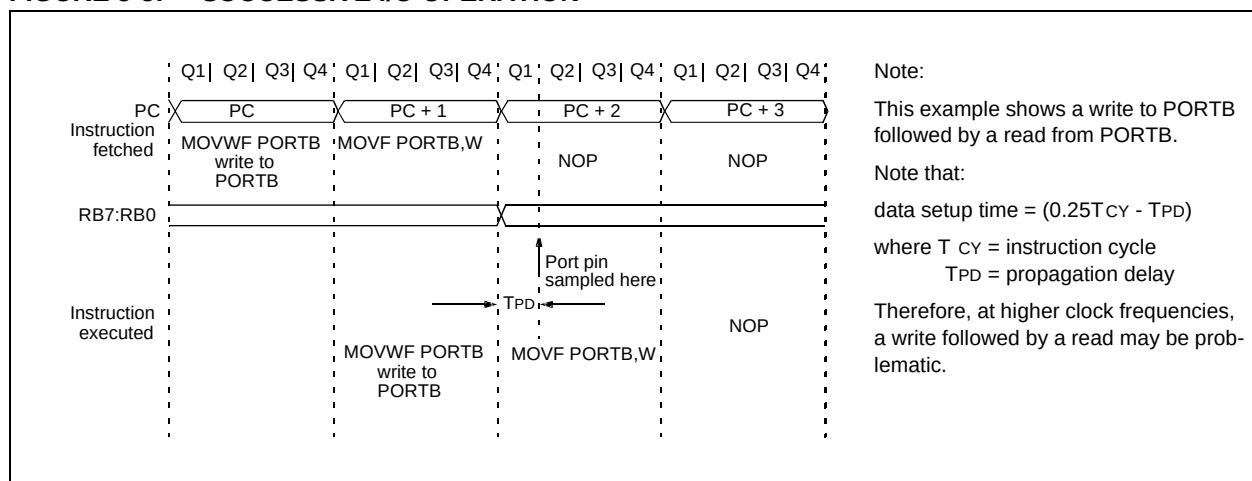 Q1| Q2| Q3| Q4 Q1| Q2| Q3| Q4 Q1 Q2| Q3| Q4 Q1| Q2| Q3| Q4
PC PC PC + 1 PC + 2 PC + 3
Instruction
fetched
MOVWF PORTB
write to
PORTB
MOVF PORTB,W
NOP
NOP
RB7:RB0
Port pin
sampled here
TPD
Instruction
executed
MOVWF PORTB
write to
PORTB
MOVF PORTB,W
NOP
Note:
This example shows a write to PORTB
followed by a read from PORTB.
Note that:
data setup time = (0.25TCY - TPD)
where T CY = instruction cycle
TPD = propagation delay
Therefore, at higher clock frequencies,
a write followed by a read may be prob-
lematic.